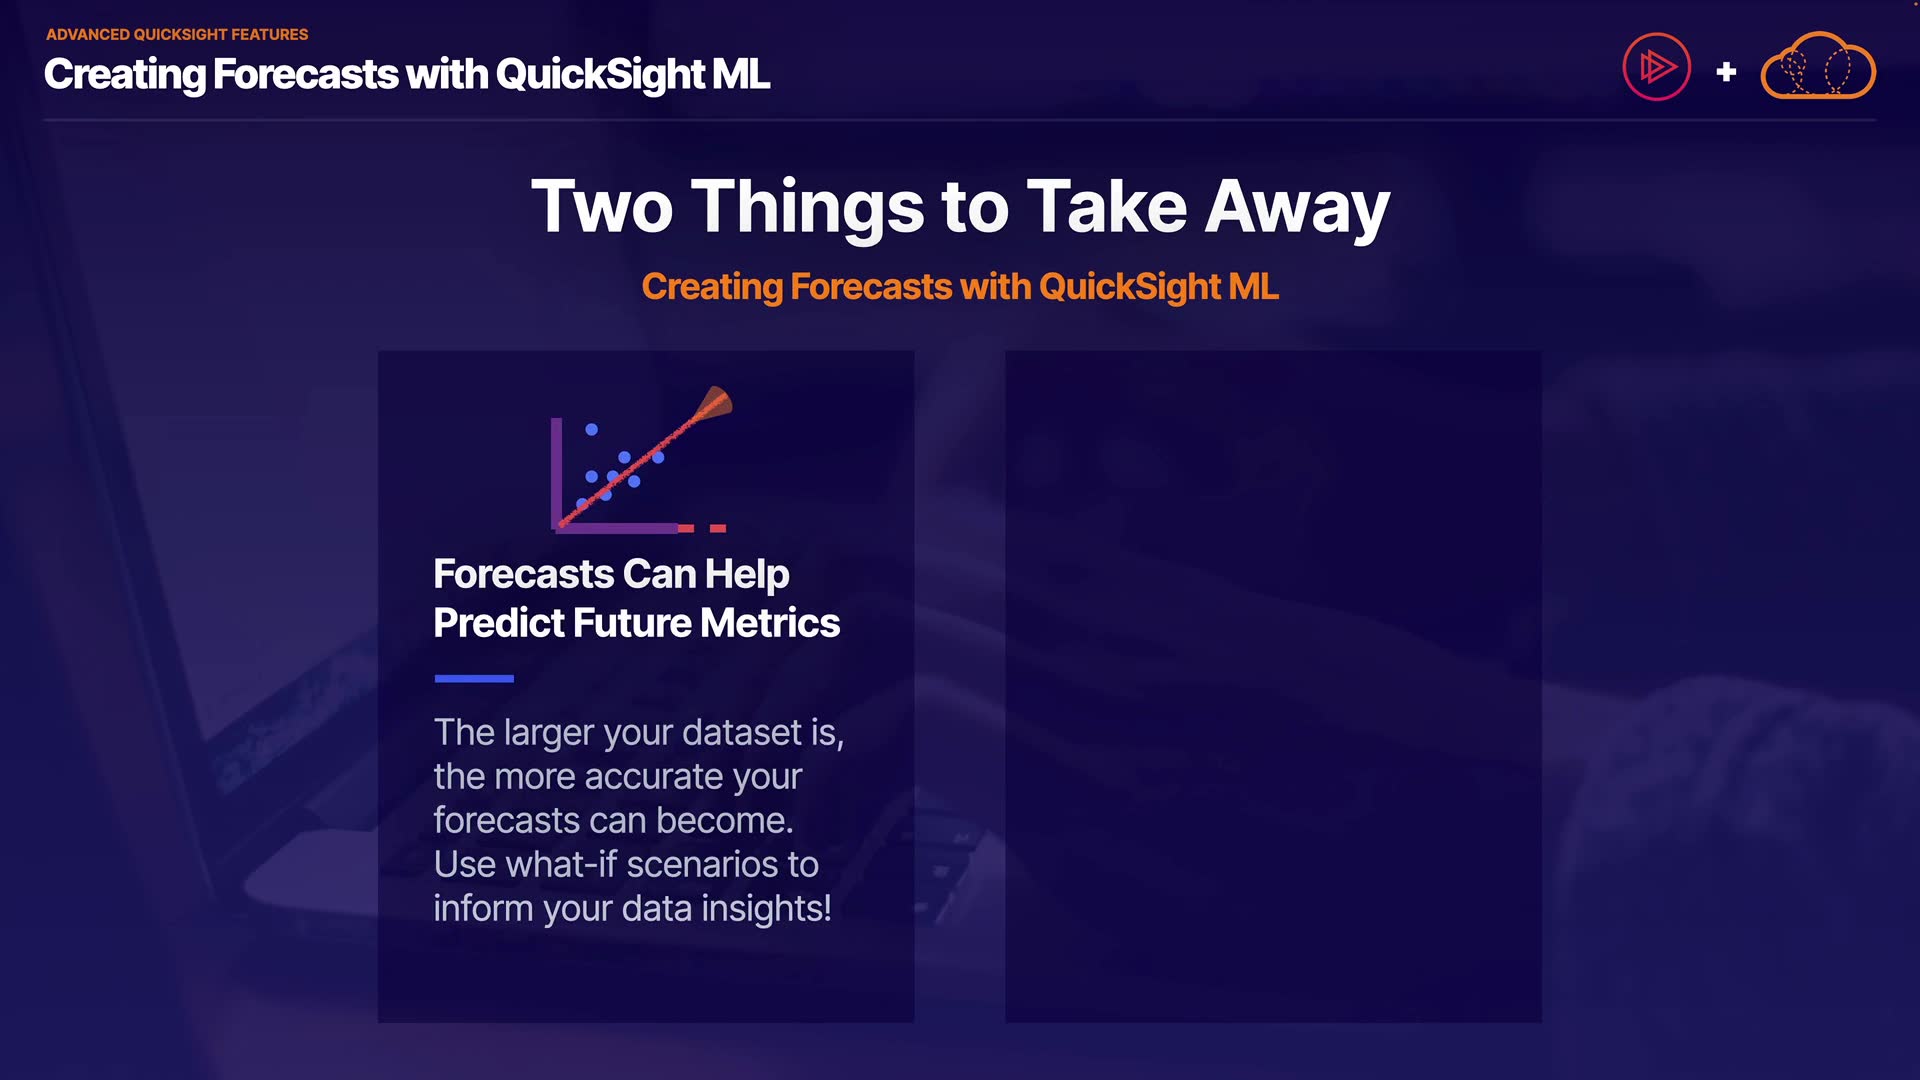 ADVANCED QUICKSIGHT FEATURES
Creating Forecasts with QuickSight ML
+
Two Things to Take Away
Creating Forecasts with QuickSight ML
Forecasts Can Help
Predict Future Metrics
The larger your dataset is,
the more accurate your
forecasts can become.
Use what-if scenarios to
inform your data insights!